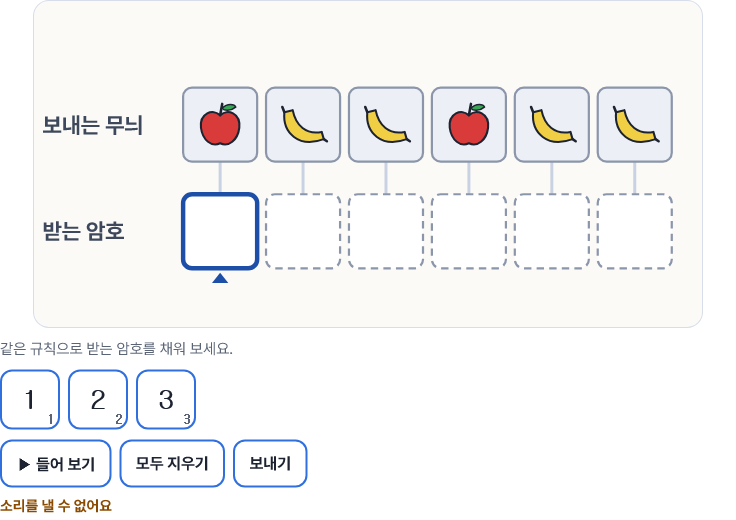 보내는 무늬
받는 암호
같은 규칙으로 받는 암호를 채워 보세요.
1 1 2 2 3 3
▶ 들어 보기 모두 지우기 보내기
소리를 낼 수 없어요